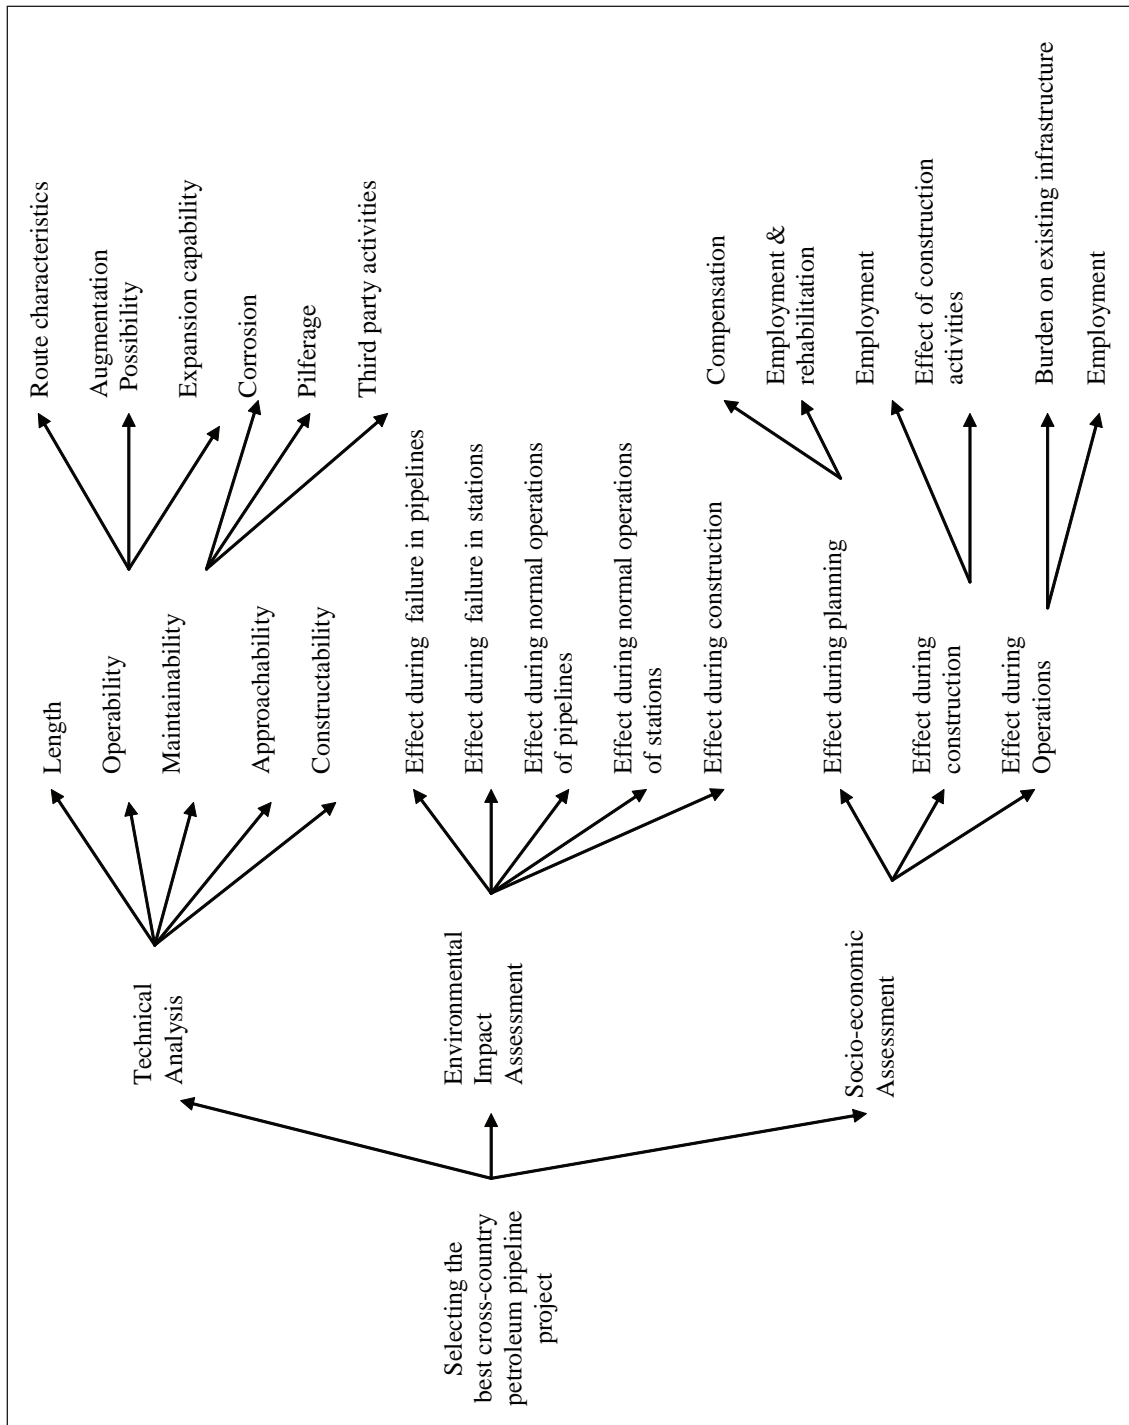 Selecting the
best cross-country
petroleum pipeline
project
Technical
Analysis
Environmental
Impact
Assessment
Socio-economic
Assessment
Length
Operability
Maintainability
Approachability
Constructability
Effect during failure in pipelines
Effect during failure in stations
Effect during normal operations
of pipelines
Effect during normal operations
of stations
Effect during construction
Effect during planning
Effect during
construction
Effect during
Operations
Route characteristics
Augmentation
Possibility
Expansion capability
Corrosion
Pilferage
Third party activities
Compensation
Employment &
rehabilitation
Employment
Effect of construction
activities
Burden on existing infrastructure
Employment